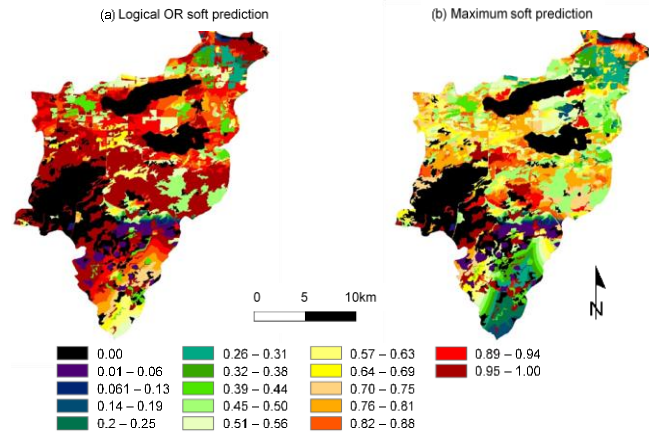 (a) Logical OR soft prediction
(b) Maximum soft prediction
0 5 10km
N
0.00
0.01 – 0.06
0.061 – 0.13
0.14 – 0.19
0.2 – 0.25
0.26 – 0.31
0.32 – 0.38
0.39 – 0.44
0.45 – 0.50
0.51 – 0.56
0.57 – 0.63
0.64 – 0.69
0.70 – 0.75
0.76 – 0.81
0.82 – 0.88
0.89 – 0.94
0.95 – 1.00